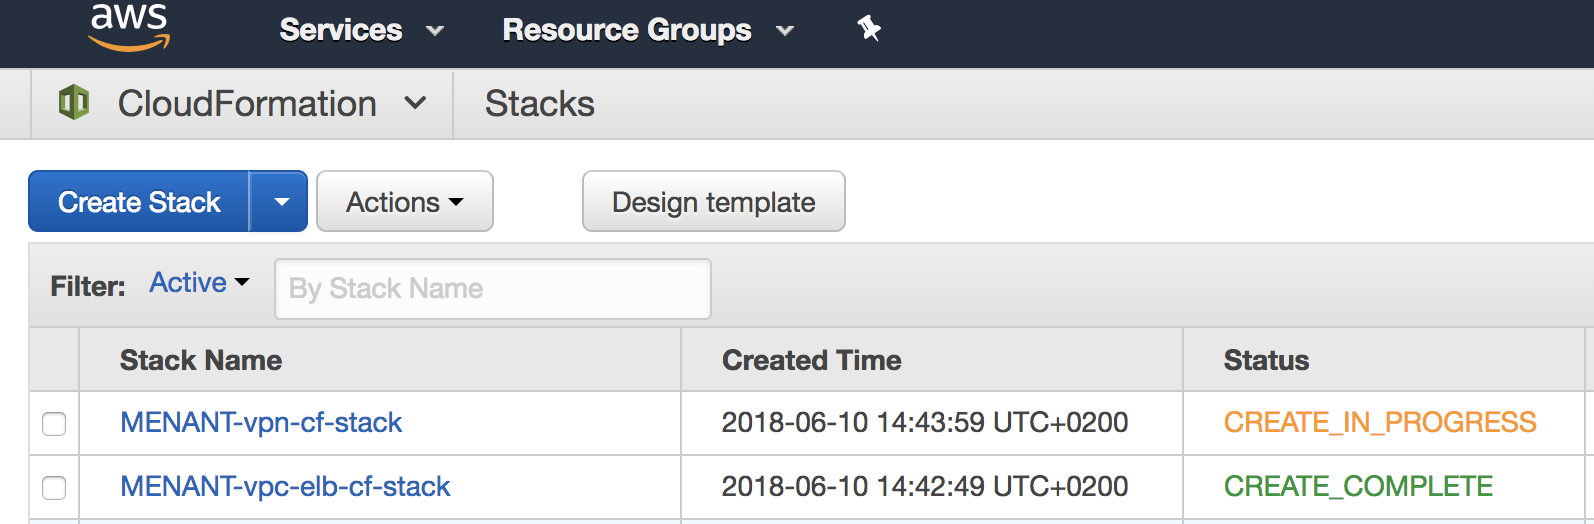 aws Services Resource Groups
CloudFormation Stacks
Create Stack Actions Design template
Filter: Active By Stack Name
Stack Name Created Time Status
MENANT-vpn-cf-stack 2018-06-10 14:43:59 UTC+0200 CREATE_IN_PROGRESS
MENANT-vpc-elb-cf-stack 2018-06-10 14:42:49 UTC+0200 CREATE_COMPLETE